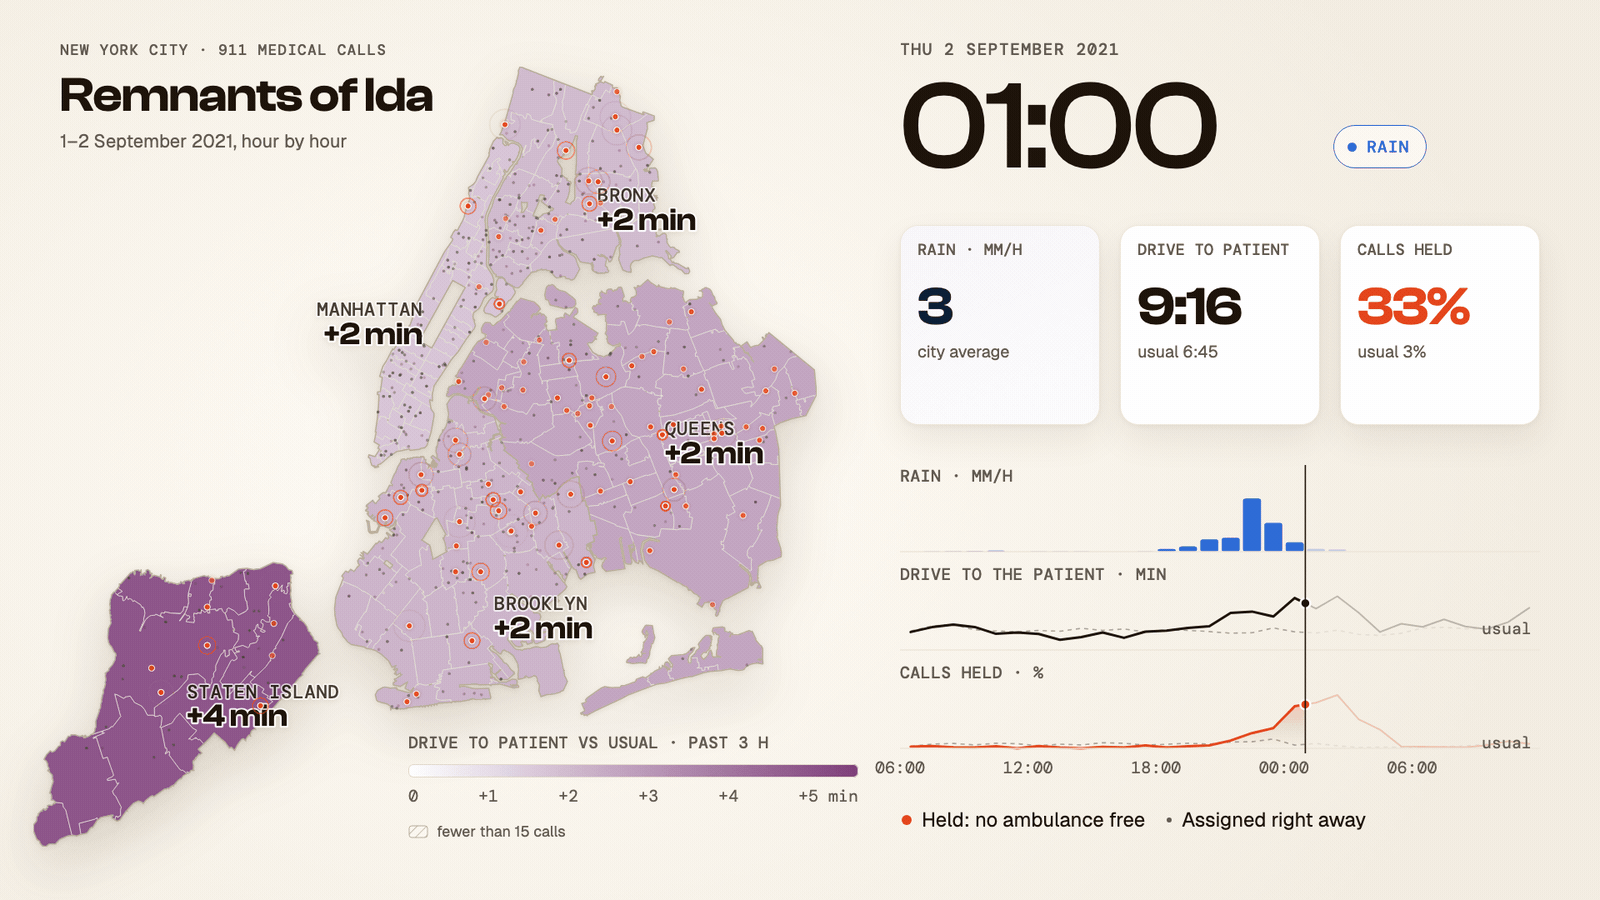 NEW YORK CITY · 911 MEDICAL CALLS
Remnants of Ida
1–2 September 2021, hour by hour
BRONX
+2 min
MANHATTAN
+2 min
QUEENS
+2 min
BROOKLYN
+2 min
STATEN ISLAND
+4 min
DRIVE TO PATIENT VS USUAL · PAST 3 H
0 +1 +2 +3 +4 +5 min
fewer than 15 calls
THU 2 SEPTEMBER 2021
01:00
RAIN
RAIN · MM/H
3
city average
DRIVE TO PATIENT
9:16
usual 6:45
CALLS HELD
33%
usual 3%
RAIN · MM/H
DRIVE TO THE PATIENT · MIN
usual
CALLS HELD · %
usual
06:00 12:00 18:00 00:00 06:00
Held: no ambulance free • Assigned right away